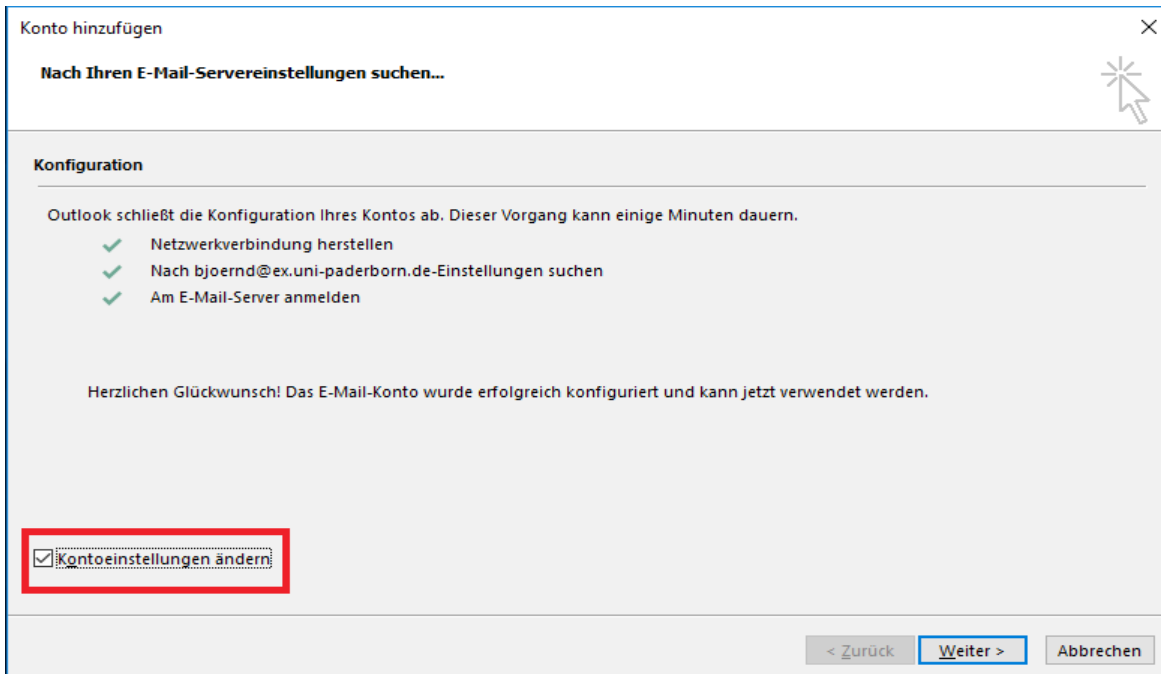 Konto hinzufügen
Nach Ihren E-Mail-Servereinstellungen suchen...
Konfiguration
Outlook schließt die Konfiguration Ihres Kontos ab. Dieser Vorgang kann einige Minuten dauern.
Netzwerkverbindung herstellen
Nach bjoernd@ex.uni-paderborn.de-Einstellungen suchen
Am E-Mail-Server anmelden
Herzlichen Glückwunsch! Das E-Mail-Konto wurde erfolgreich konfiguriert und kann jetzt verwendet werden.
Kontoeinstellungen ändern
< Zurück Weiter > Abbrechen